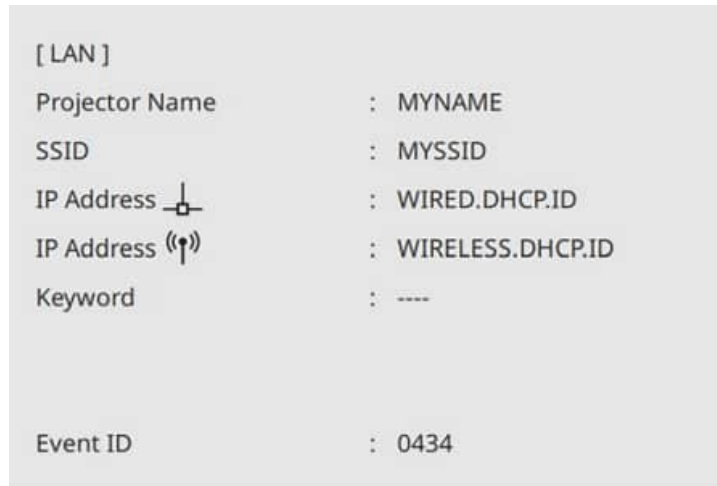 [ LAN ]
Projector Name : MYNAME
SSID : MYSSID
IP Address : WIRED.DHCP.ID
IP Address : WIRELESS.DHCP.ID
Keyword : ----
Event ID : 0434